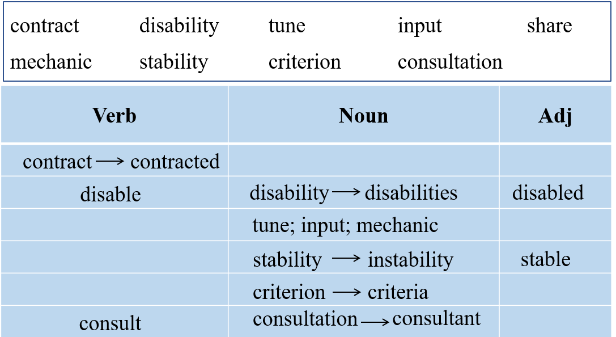 contract disability tune input share
mechanic stability criterion consultation
Verb Noun Adj
contract → contracted
disable disability → disabilities disabled
tune; input; mechanic
stability → instability stable
criterion → criteria
consult consultation → consultant